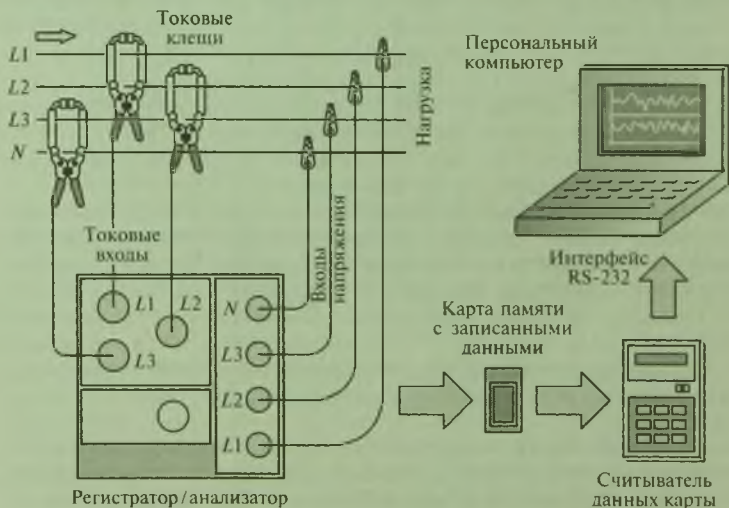 Токовые
клещи
L1
L2
L3
N
Нагрузка
Персональный
компьютер
Токовые
входы
Входы
напряжения
Интерфейс
RS-232
L1
L2
L3
N
L3
L2
L1
Карта памяти
с записанными
данными
Регистратор/анализатор
Считыватель
данных карты